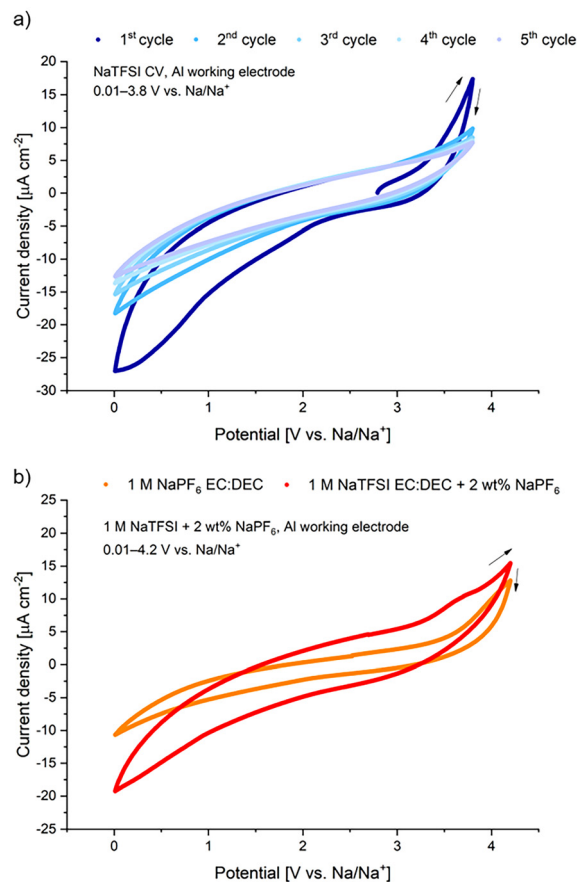 a)
1st cycle 2nd cycle 3rd cycle 4th cycle 5th cycle
NaTFSI CV, Al working electrode
0.01–3.8 V vs. Na/Na+
Current density [µA cm-2]
25
20
15
10
5
0
-5
-10
-15
-20
-25
-30
0 1 2 3 4
Potential [V vs. Na/Na+]
b)
1 M NaPF6 EC:DEC 1 M NaTFSI EC:DEC + 2 wt% NaPF6
1 M NaTFSI + 2 wt% NaPF6, Al working electrode
0.01–4.2 V vs. Na/Na+
Current density [µA cm-2]
25
20
15
10
5
0
-5
-10
-15
-20
-25
0 1 2 3 4
Potential [V vs. Na/Na+]